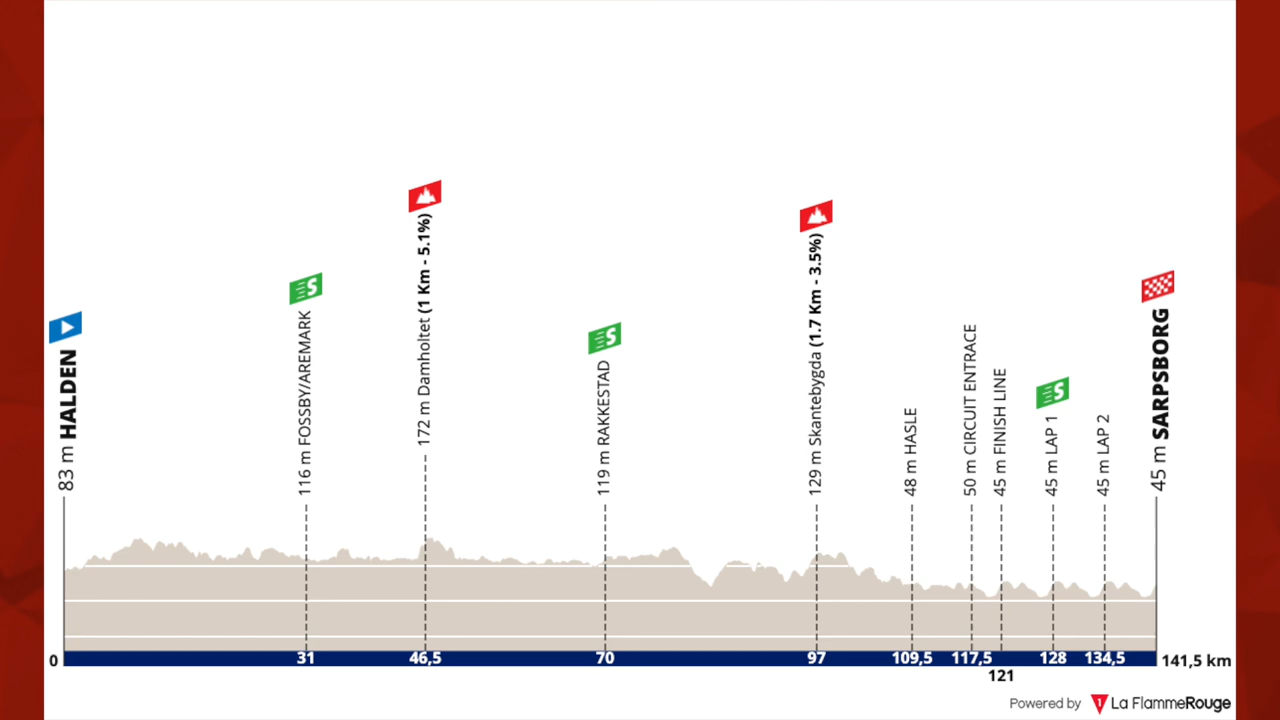 83 m HALDEN
116 m FOSSBY/AREMARK
172 m Damholtet (1 Km - 5.1%)
119 m RAKKESTAD
129 m Skantebygda (1.7 Km - 3.5%)
48 m HASLE
50 m CIRCUIT ENTRACE
45 m FINISH LINE
S
S
S
45 m LAP 1
45 m LAP 2
45 m SARPSBORG
0
31
46,5
70
97
109,5
117,5
121
128
134,5
141,5 km
Powered by 1 La FlammeRouge